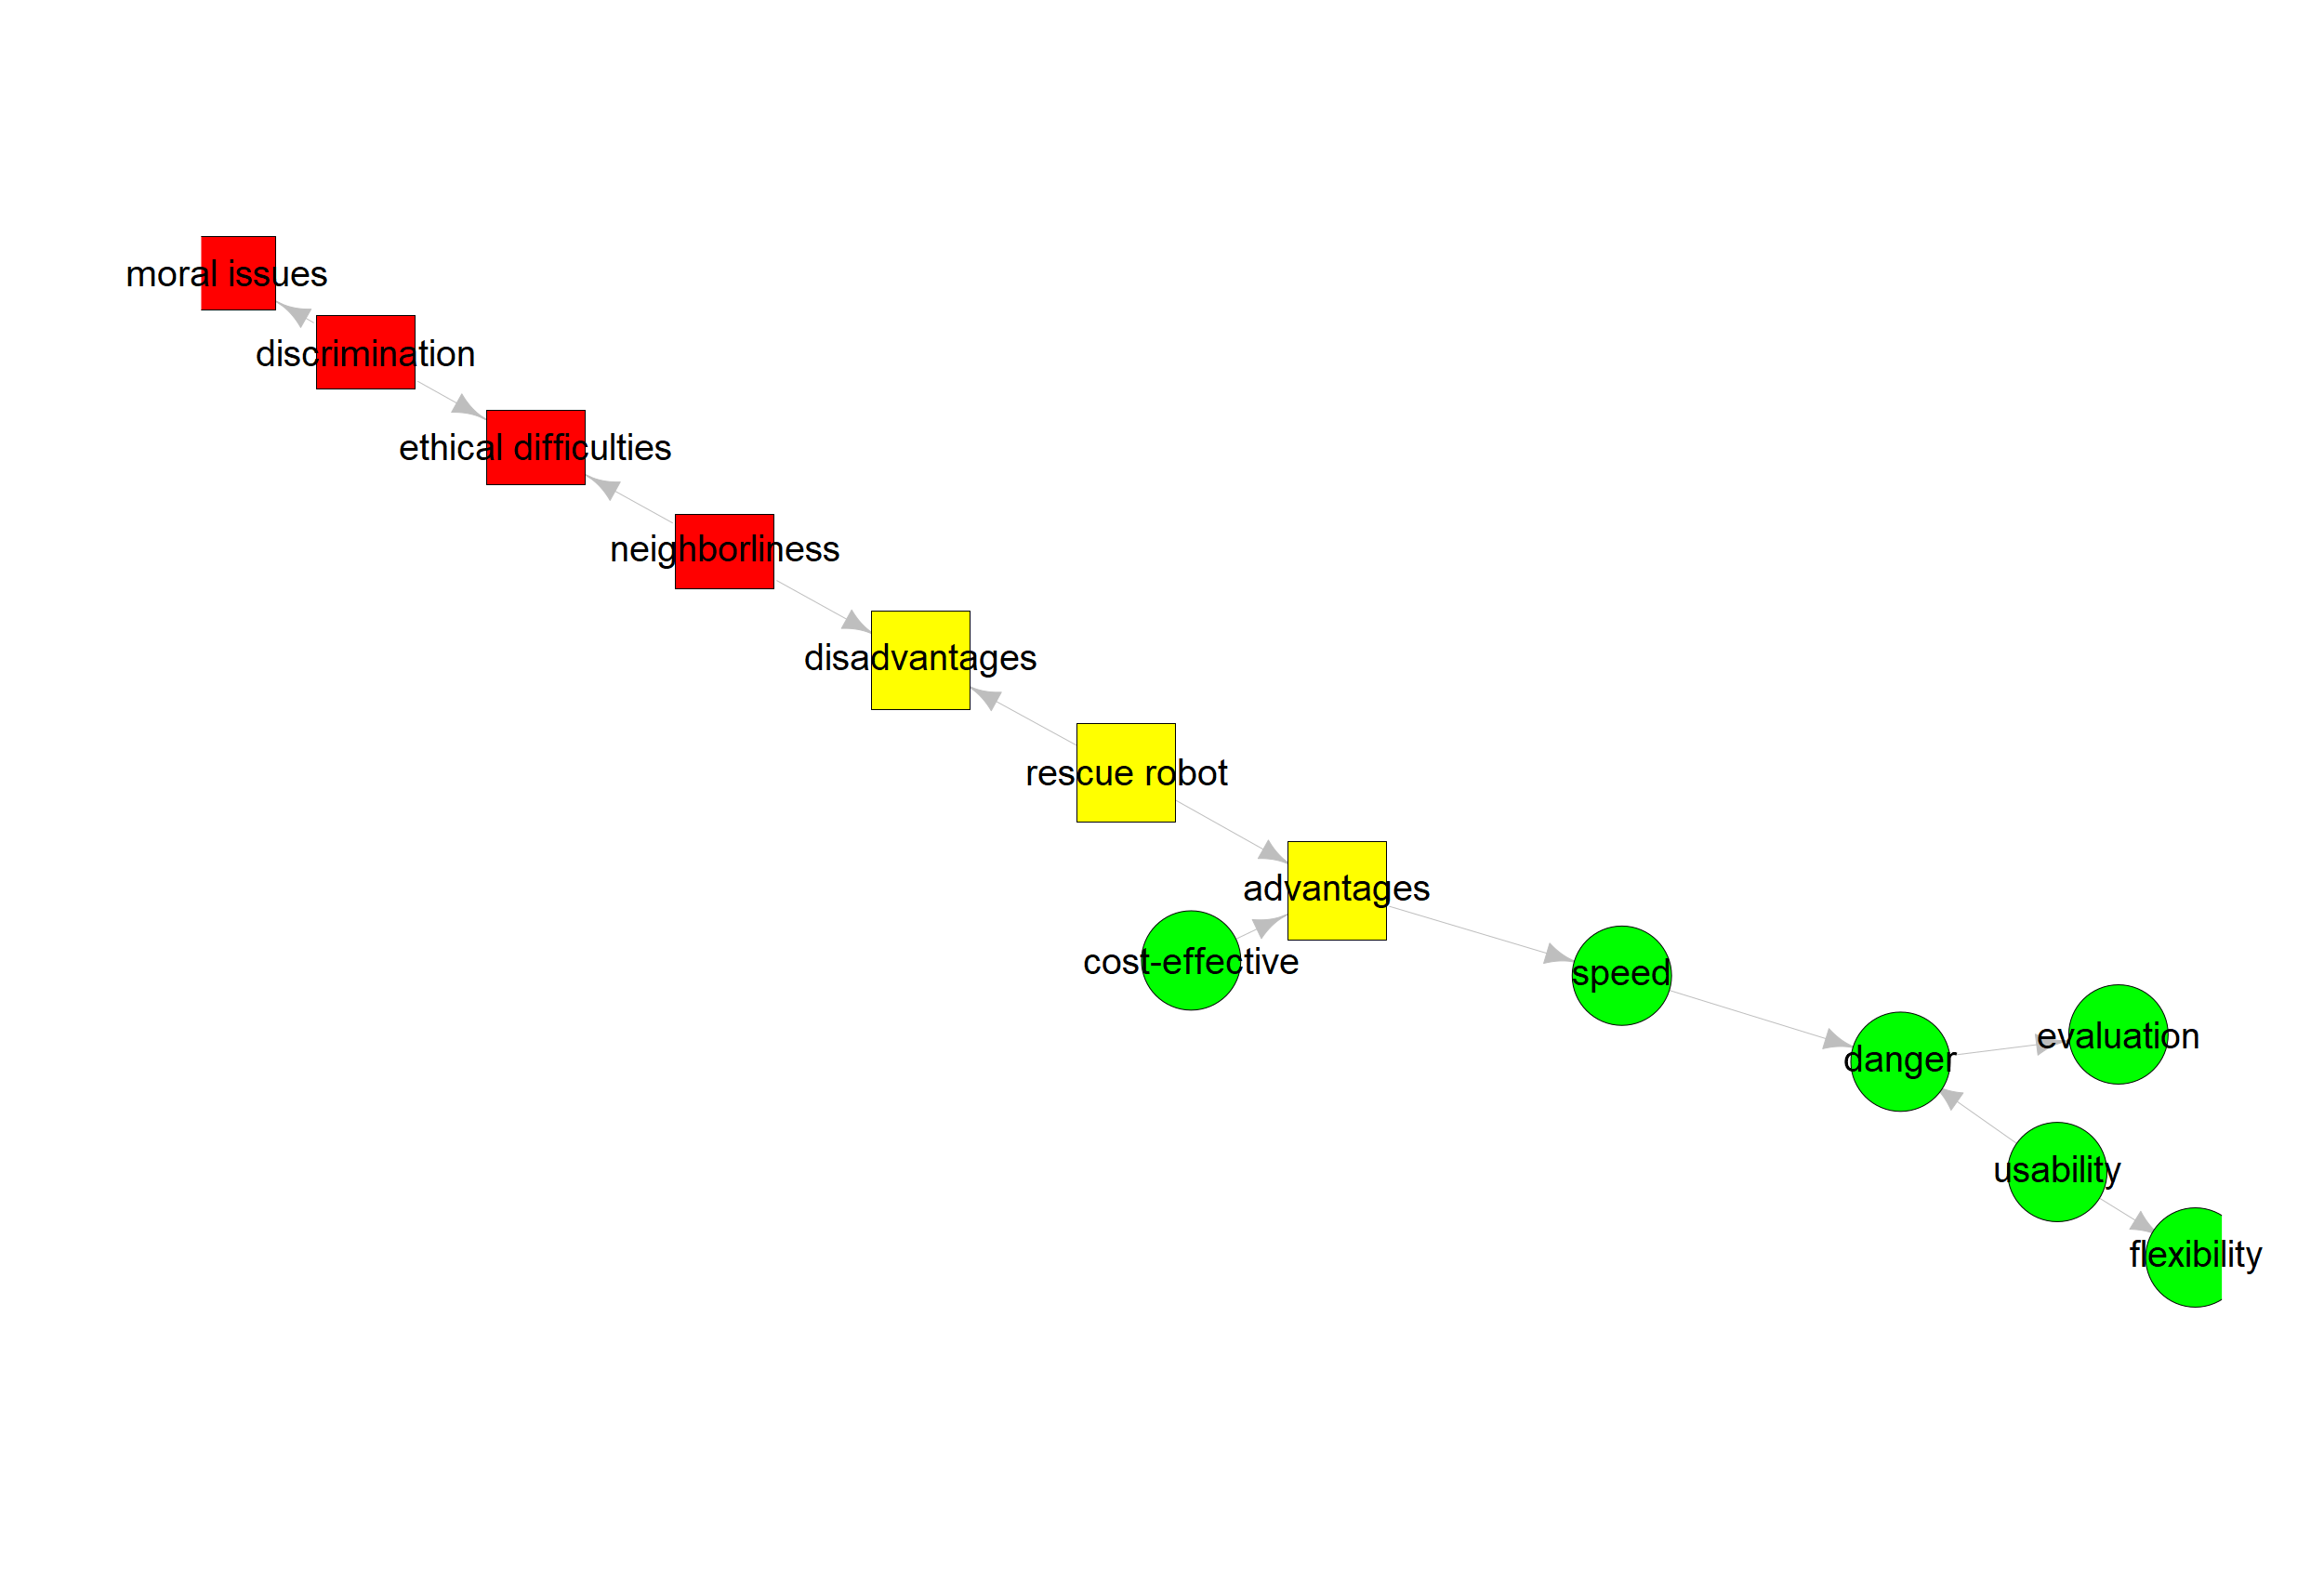 moral issues
discrimination
ethical difficulties
neighborliness
disadvantages
rescue robot
advantages
cost-effective
speed
evaluation
danger
usability
flexibility